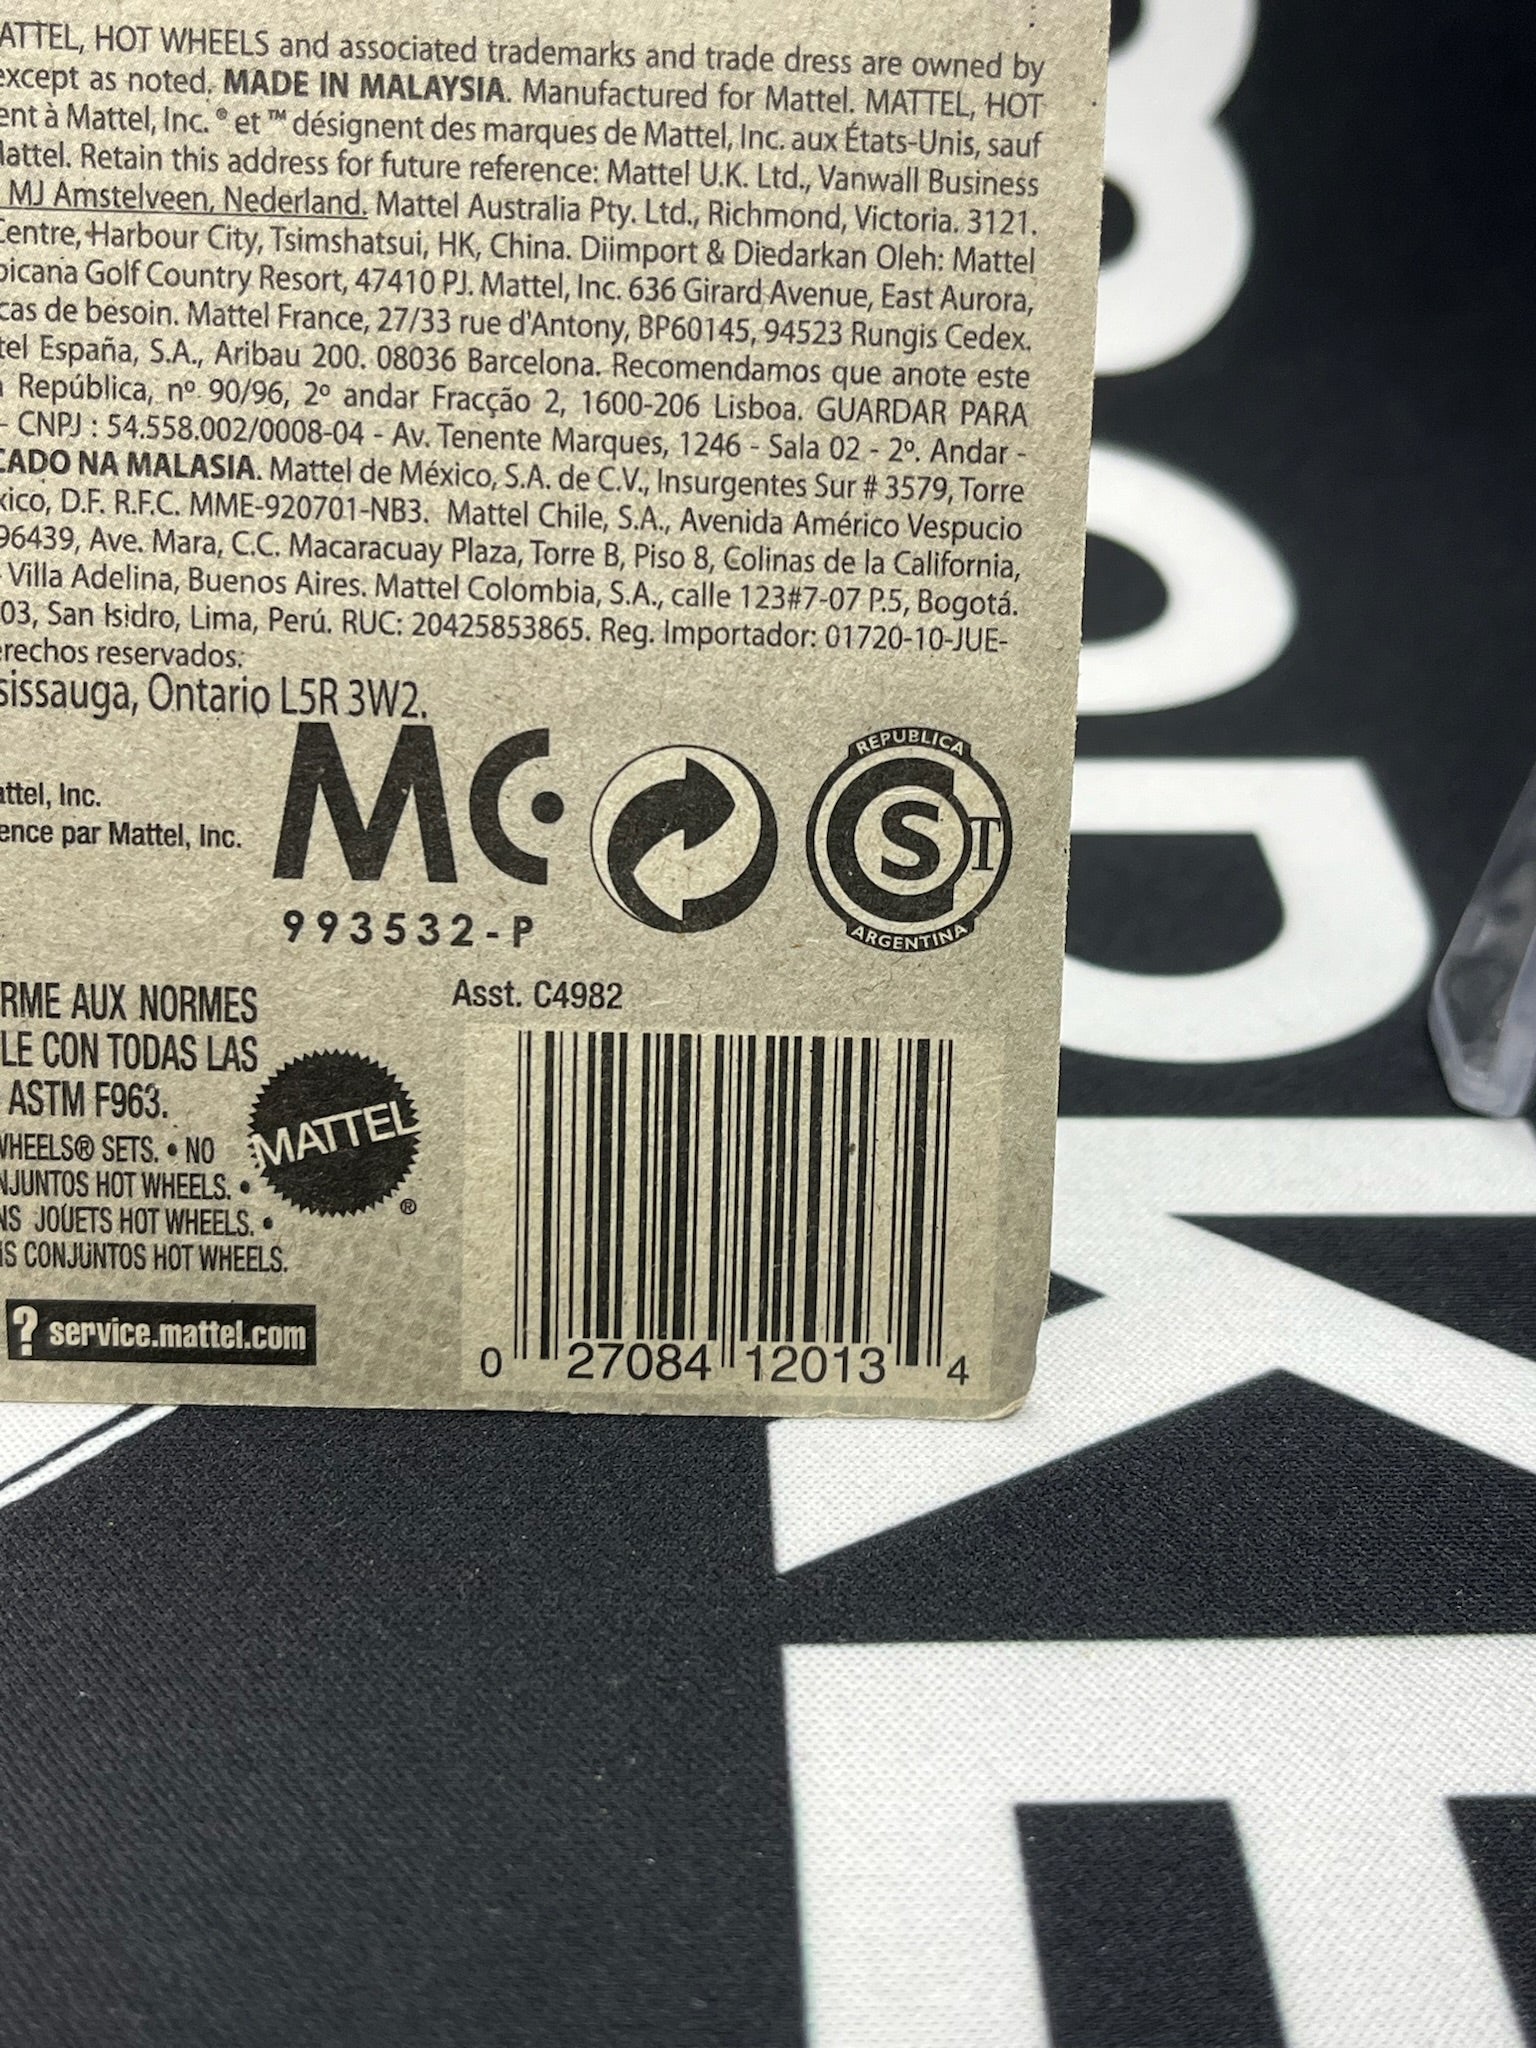 MATTEL, HOT WHEELS and associated trademarks and trade dress are owned by
except as noted. MADE IN MALAYSIA. Manufactured for Mattel. MATTEL, HOT
à Mattel, Inc. ® et ™ désignent des marques de Mattel, Inc. aux États-Unis, sauf
Mattel. Retain this address for future reference: Mattel U.K. Ltd., Vanwall Business
MJ Amstelveen, Nederland. Mattel Australia Pty. Ltd., Richmond, Victoria. 3121.
Centre, Harbour City, Tsimshatsui, HK, China. Diimport & Diedarkan Oleh: Mattel
picana Golf Country Resort, 47410 PJ. Mattel, Inc. 636 Girard Avenue, East Aurora,
cas de besoin. Mattel France, 27/33 rue d'Antony, BP60145, 94523 Rungis Cedex.
tel España, S.A., Aribau 200. 08036 Barcelona. Recomendamos que anote este
República, nº 90/96, 2º andar Fracção 2, 1600-206 Lisboa. GUARDAR PARA
- CNPJ : 54.558.002/0008-04 - Av. Tenente Marques, 1246 - Sala 02 - 2º. Andar -
CADO NA MALASIA. Mattel de México, S.A. de C.V., Insurgentes Sur # 3579, Torre
xico, D.F. R.F.C. MME-920701-NB3. Mattel Chile, S.A., Avenida Américo Vespucio
96439, Ave. Mara, C.C. Macaracuay Plaza, Torre B, Piso 8, Colinas de la California,
- Villa Adelina, Buenos Aires. Mattel Colombia, S.A., calle 123#7-07 P.5, Bogotá.
03, San Isidro, Lima, Perú. RUC: 20425853865. Reg. Importador: 01720-10-JUE-
erechos reservados.
sissauga, Ontario L5R 3W2.
MC
REPUBLICA
CST
ARGENTINA
attel, Inc.
ence par Mattel, Inc.
993532-P
RME AUX NORMES
LE CON TODAS LAS
ASTM F963.
WHEELS® SETS. • NO
NJUNTOS HOT WHEELS. •
NS JOUETS HOT WHEELS. •
IS CONJUNTOS HOT WHEELS.
MATTEL
®
? service.mattel.com
Asst. C4982
0 27084 12013 4